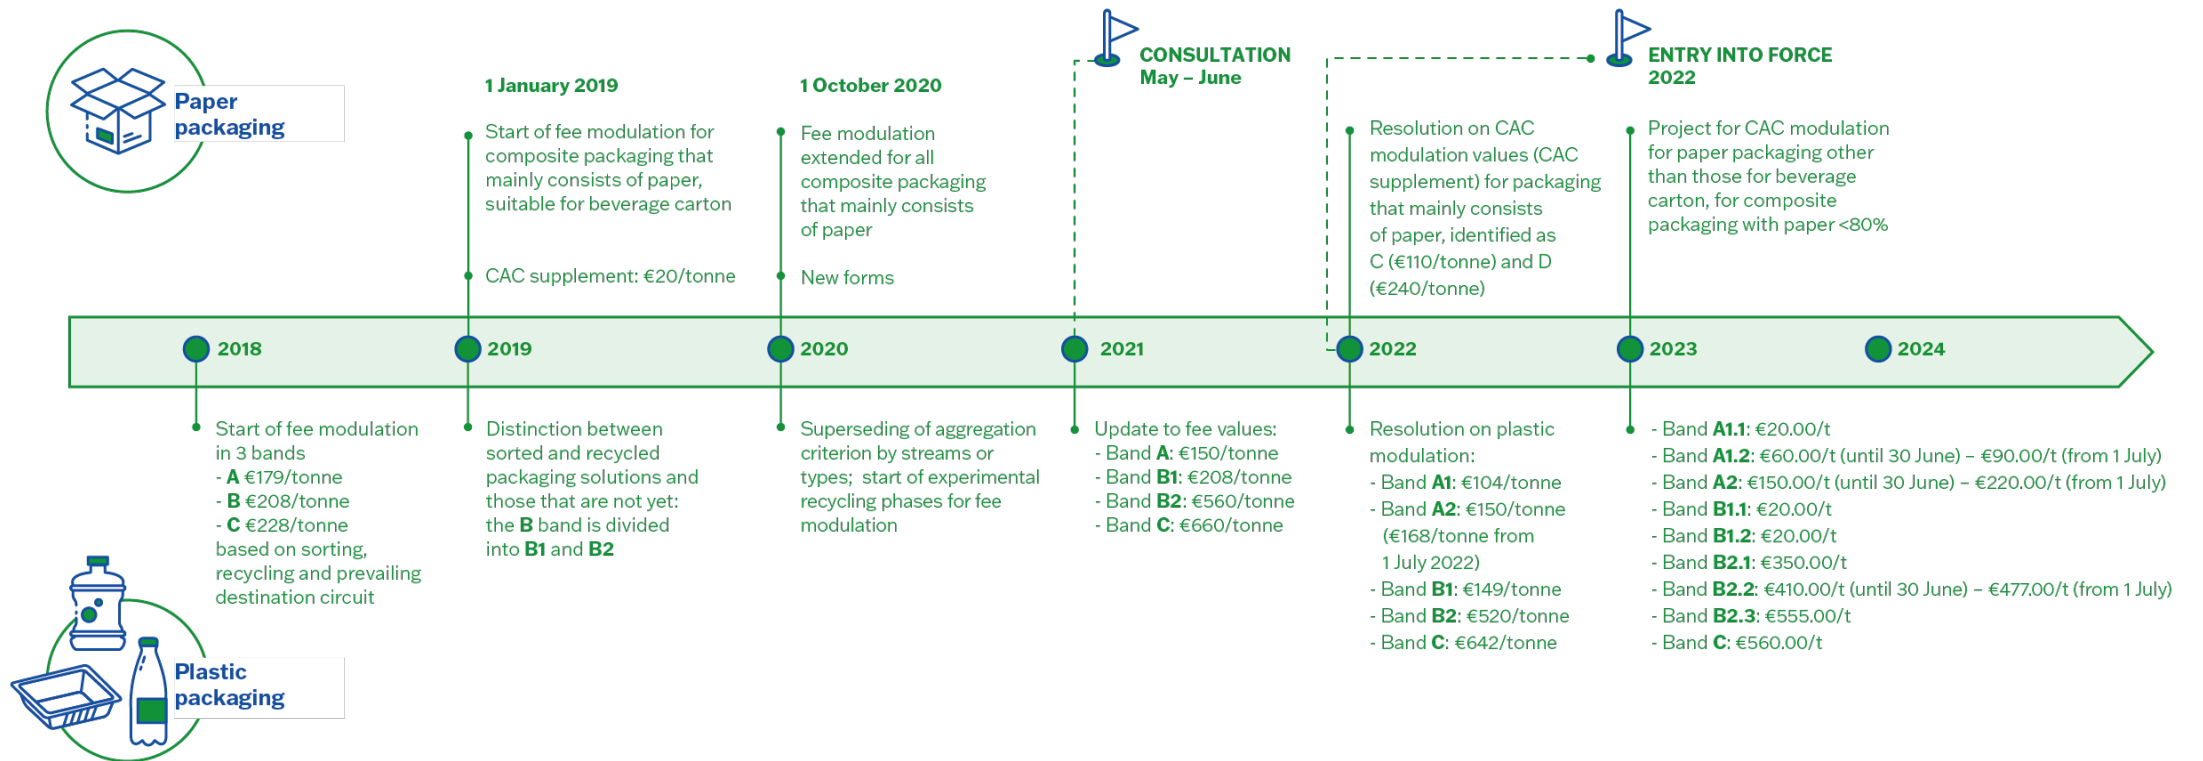 Paper
packaging
1 January 2019
Start of fee modulation for
composite packaging that
mainly consists of paper,
suitable for beverage carton
CAC supplement: €20/tonne
1 October 2020
Fee modulation
extended for all
composite packaging
that mainly consists
of paper
New forms
CONSULTATION
May – June
Resolution on CAC
modulation values (CAC
supplement) for packaging
that mainly consists
of paper, identified as
C (€110/tonne) and D
(€240/tonne)
ENTRY INTO FORCE
2022
Project for CAC modulation
for paper packaging other
than those for beverage
carton, for composite
packaging with paper <80%
2018
2019
2020
2021
2022
2023
2024
Start of fee modulation
in 3 bands
- A €179/tonne
- B €208/tonne
- C €228/tonne
based on sorting,
recycling and prevailing
destination circuit
Distinction between
sorted and recycled
packaging solutions and
those that are not yet:
the B band is divided
into B1 and B2
Superseding of aggregation
criterion by streams or
types; start of experimental
recycling phases for fee
modulation
Update to fee values:
- Band A: €150/tonne
- Band B1: €208/tonne
- Band B2: €560/tonne
- Band C: €660/tonne
Resolution on plastic
modulation:
- Band A1: €104/tonne
- Band A2: €150/tonne
(€168/tonne from
1 July 2022)
- Band B1: €149/tonne
- Band B2: €520/tonne
- Band C: €642/tonne
- Band A1.1: €20.00/t
- Band A1.2: €60.00/t (until 30 June) – €90.00/t (from 1 July)
- Band A2: €150.00/t (until 30 June) – €220.00/t (from 1 July)
- Band B1.1: €20.00/t
- Band B1.2: €20.00/t
- Band B2.1: €350.00/t
- Band B2.2: €410.00/t (until 30 June) – €477.00/t (from 1 July)
- Band B2.3: €555.00/t
- Band C: €560.00/t
Plastic
packaging